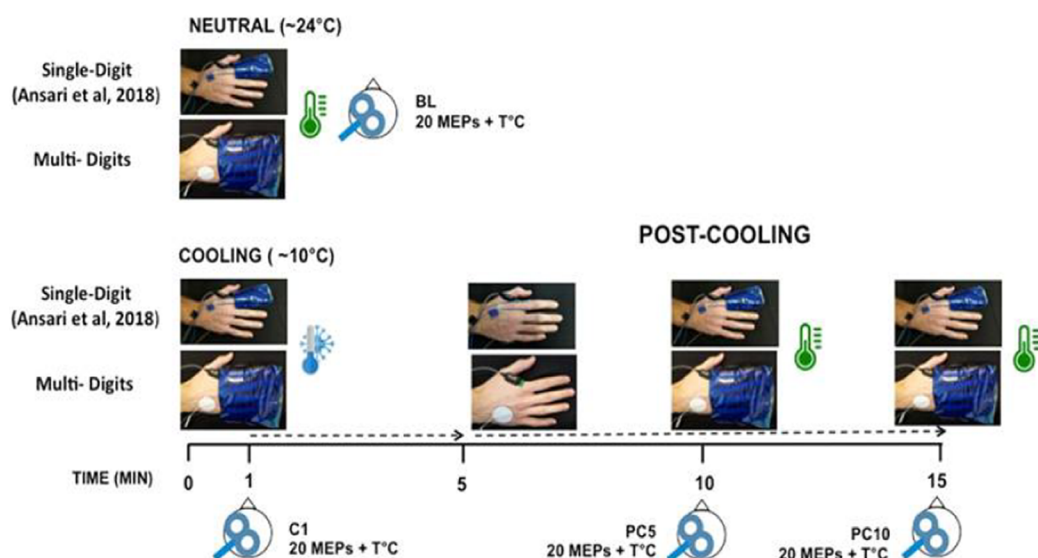 NEUTRAL (~24°C)
Single-Digit
(Ansari et al, 2018)
BL
20 MEPs + T°C
Multi- Digits
POST-COOLING
COOLING ( ~10°C)
Single-Digit
(Ansari et al, 2018)
Multi- Digits
TIME (MIN)
0
1
5
10
15
C1
20 MEPs + T°C
PC5
20 MEPs + T°C
PC10
20 MEPs + T°C